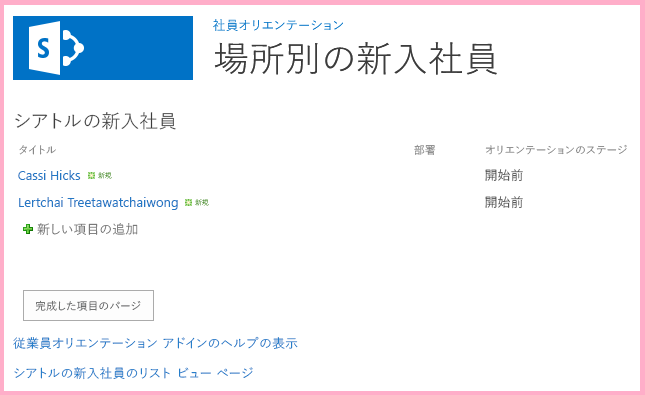 社員オリエンテーション
S
場所別の新入社員
シアトルの新入社員
タイトル 部署 オリエンテーションのステージ
Cassi Hicks 新規 開始前
Lertchai Treetawatchaiwong 新規 開始前
新しい項目の追加
完成した項目のパージ
従業員オリエンテーション アドインのヘルプの表示
シアトルの新入社員のリスト ビュー ページ